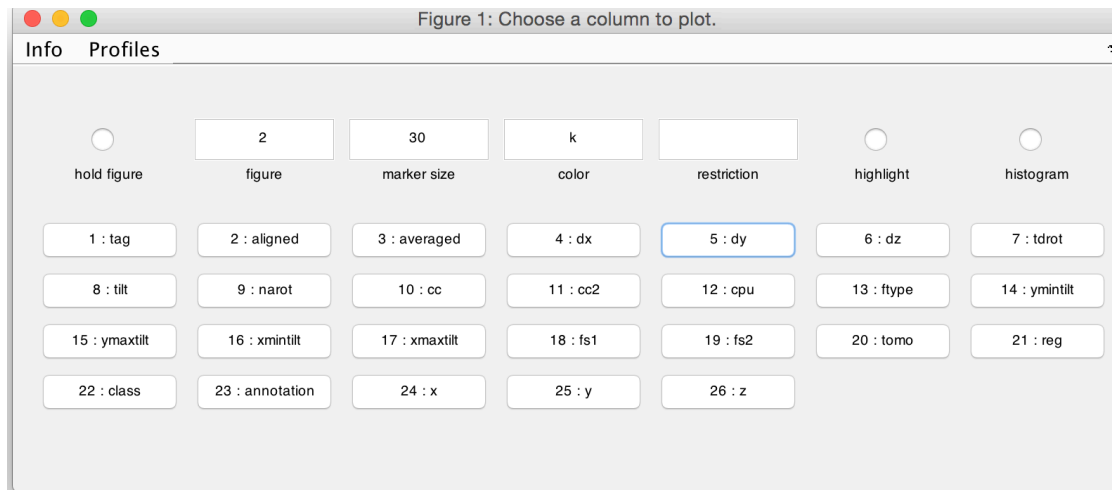 Figure 1: Choose a column to plot.
Info Profiles
2 30 k
hold figure figure marker size color restriction highlight histogram
1 : tag 2 : aligned 3 : averaged 4 : dx 5 : dy 6 : dz 7 : tdrot
8 : tilt 9 : narot 10 : cc 11 : cc2 12 : cpu 13 : ftype 14 : ymintilt
15 : ymaxtilt 16 : xmintilt 17 : xmaxtilt 18 : fs1 19 : fs2 20 : tomo 21 : reg
22 : class 23 : annotation 24 : x 25 : y 26 : z